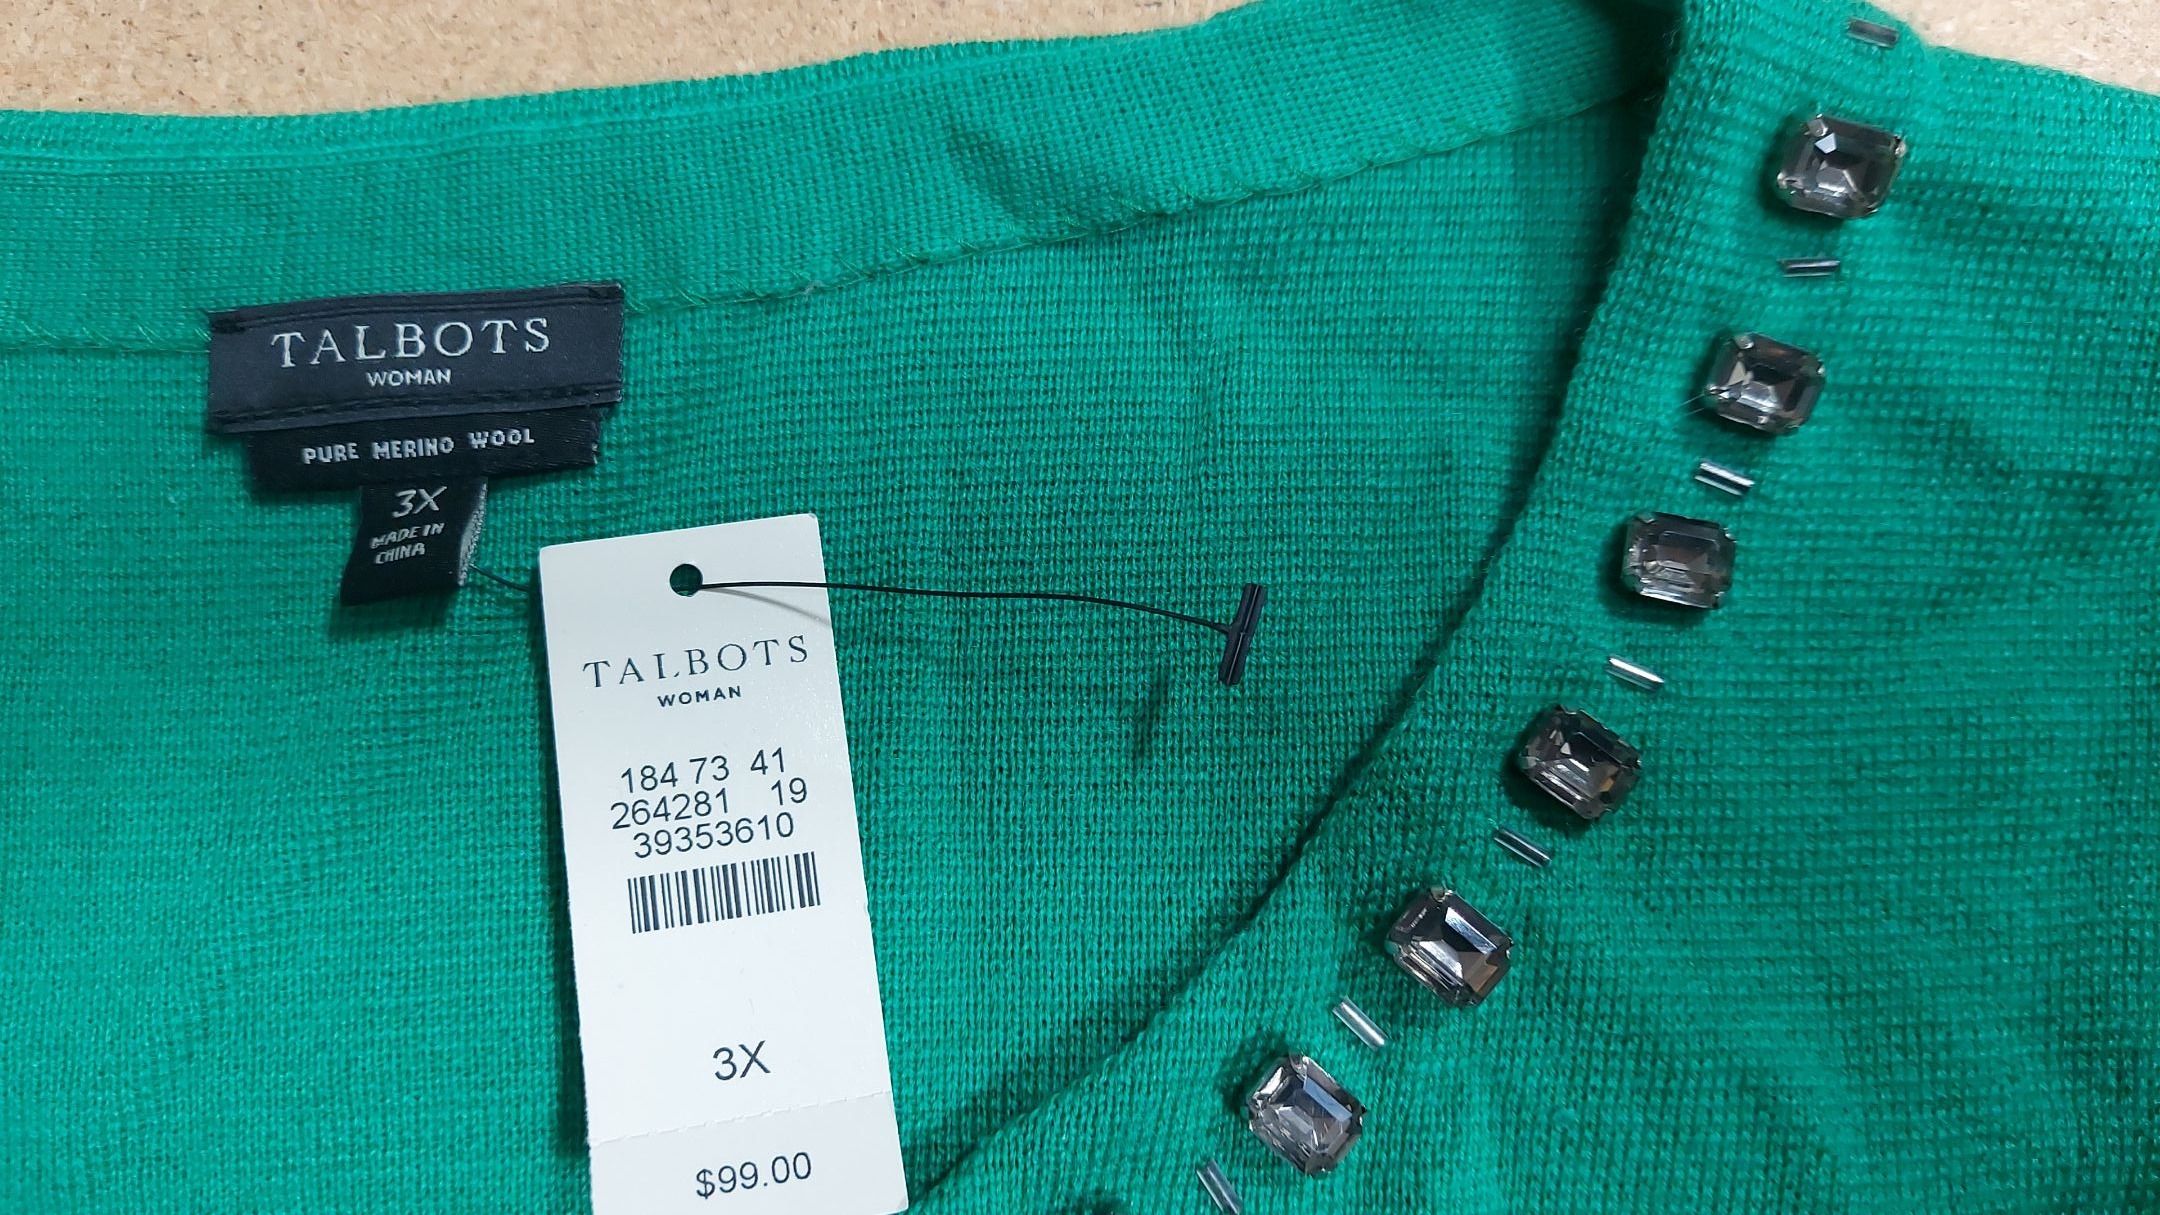 TALBOTS
WOMAN
PURE MERINO WOOL
3X
MADE IN
CHINA
TALBOTS
WOMAN
184 73 41
264281 19
39353610
3X
$99.00